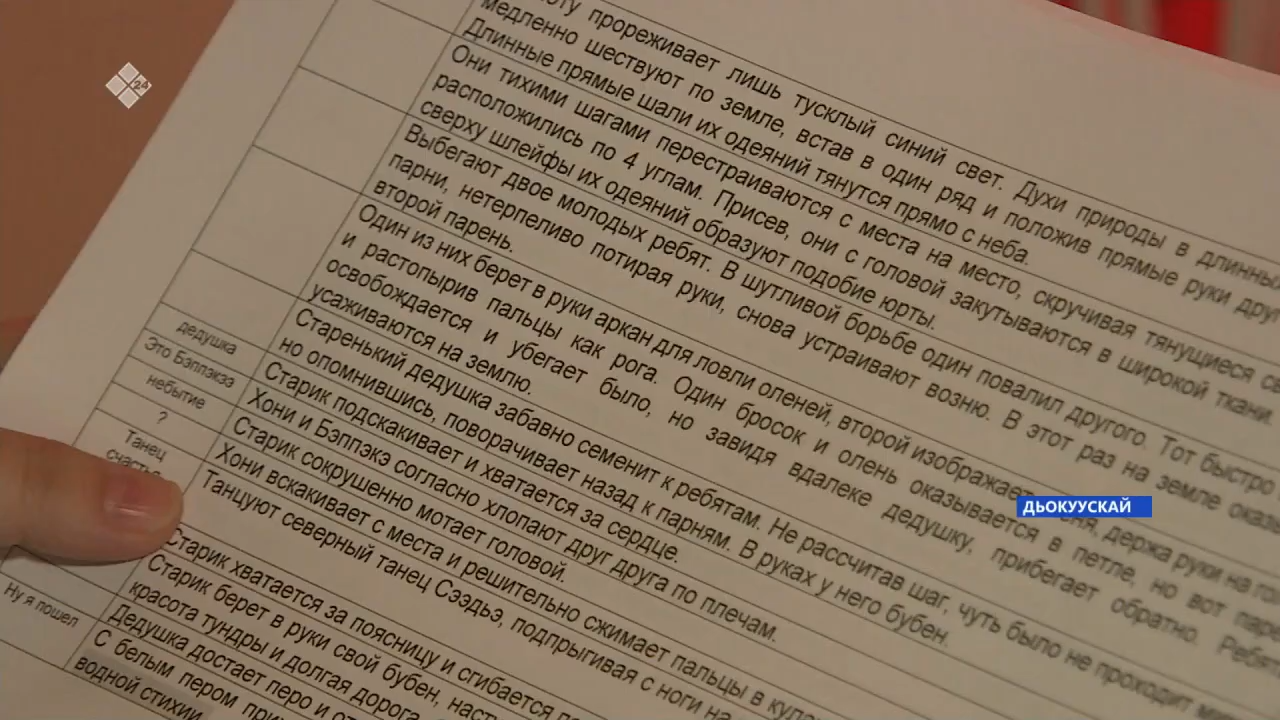 прореживает лишь тусклый синий свет. Духи природы в длинных
медленно шествуют по земле, встав в один ряд и положив прямые руки друг
Длинные прямые шали их одеяний тянутся прямо с неба.
Они тихими шагами перестраиваются с места на место, скручивая тянущиеся
расположились по 4 углам. Присев, они с головой закутываются в широкой ткани.
сверху шлейфы их одеяний образуют подобие юрты.
Выбегают двое молодых ребят. В шутливой борьбе один повалил другого. Тот быстро
парни, нетерпеливо потирая руки, снова устраивают возню. В этот раз на земле
второй парень.
Один из них берет в руки аркан для ловли оленей, второй изображает держа руки на
и растопырив пальцы как рога. Один бросок и олень оказывается в петле, но вот
освобождается и убегает было, но завидя вдалеке дедушку, прибегает обратно.
усаживаются на землю.
Старенький дедушка забавно семенит к ребятам. Не рассчитав шаг, чуть было не проходит
но опомнившись, поворачивает назад к парням. В руках у него бубен.
дедушка
Старик подскакивает и хватается за сердце.
Это Бэппэкэ
Хони и Бэппэкэ согласно хлопают друг друга по плечам.
небытие
Старик сокрушенно мотает головой.
?
Хони вскакивает с места и решительно сжимает пальцы в
Танец
счастья
Танцуют северный танец Сээдьэ, подпрыгивая с ноги на
Старик хватается за поясницу и сгибается
Старик берет в руки свой бубен,
красота тундры и долгая дорога
Ну я пошел
Дедушка достает перо и
С белым пером
водной стихии
24
ДЬОКУУСКАЙ